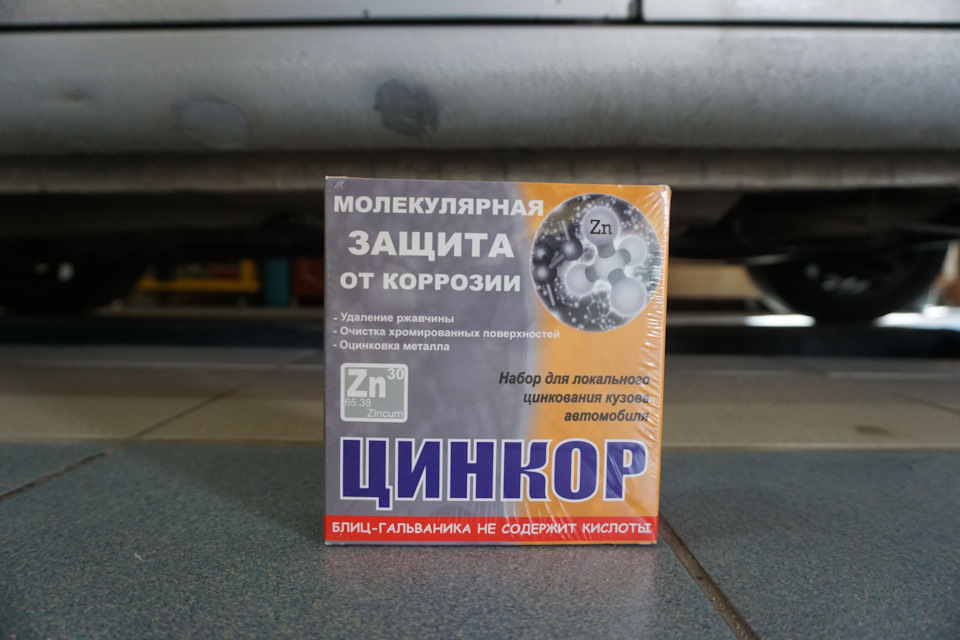 МОЛЕКУЛЯРНАЯ
ЗАЩИТА
ОТ КОРРОЗИИ
Zn
- Удаление ржавчины
- Очистка хромированных поверхностей
- Оцинковка металла
Zn 30
65.38
Zincum
Набор для локального
цинкования кузова
автомобиля
ЦИНКОР
БЛИЦ-ГАЛЬВАНИКА НЕ СОДЕРЖИТ КИСЛОТЫ